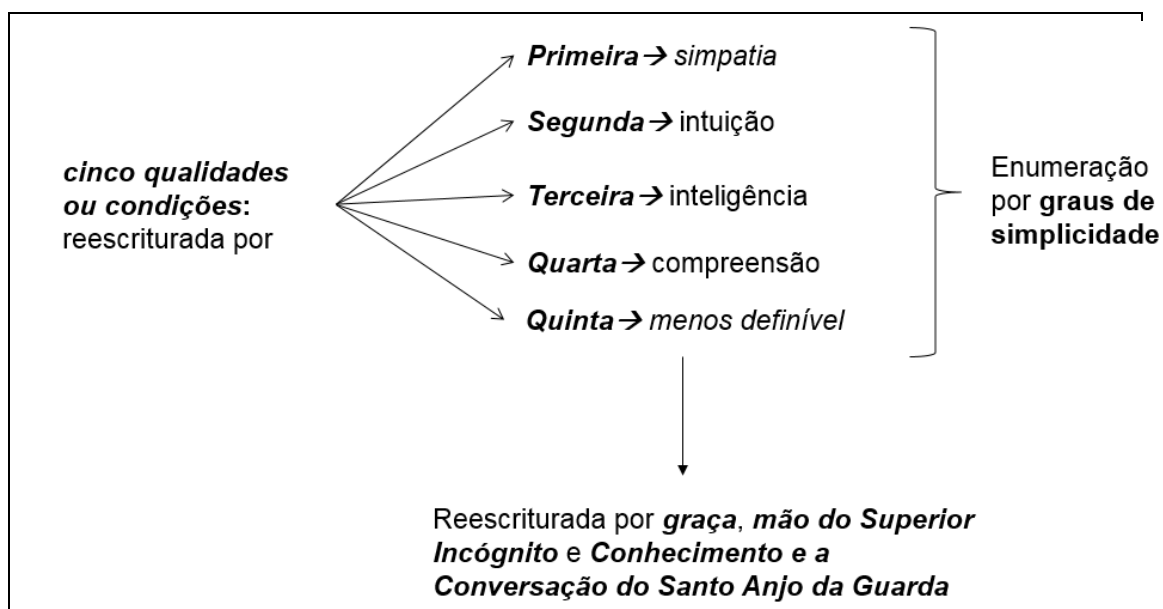 cinco qualidades
ou condições:
reescriturada por
Primeira→ simpatia
Segunda→ intuição
Terceira→ inteligência
Quarta→ compreensão
Quinta→ menos definível
Enumeração
por graus de
simplicidade
Reescriturada por graça, mão do Superior
Incógnito e Conhecimento e a
Conversação do Santo Anjo da Guarda